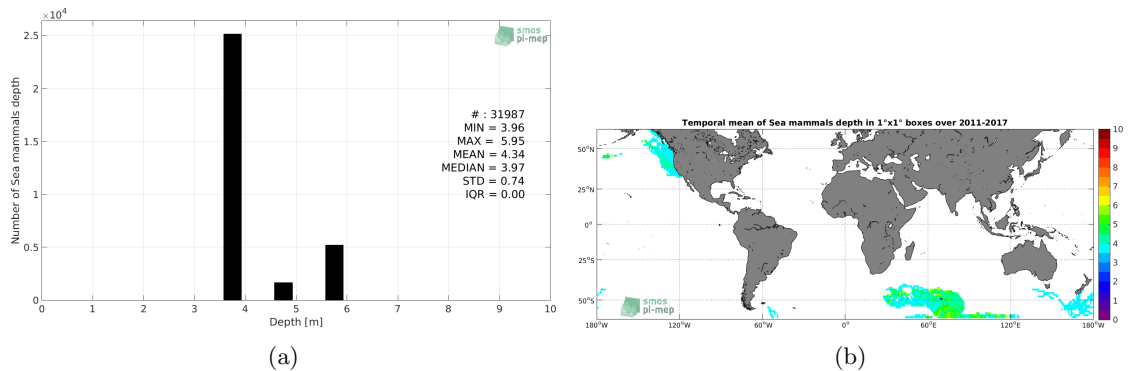 ×10⁴
2.5
2
1.5
1
0.5
0
Number of Sea mammals depth
smos
pi-mep
# : 31987
MIN = 3.96
MAX = 5.95
MEAN = 4.34
MEDIAN = 3.97
STD = 0.74
IQR = 0.00
0 1 2 3 4 5 6 7 8 9 10
Depth [m]
(a)
Temporal mean of Sea mammals depth in 1°x1° boxes over 2011-2017
50°N
25°N
0°
25°S
50°S
smos
pi-mep
180°W 120°W 60°W 0° 60°E 120°E 180°W
10
9
8
7
6
5
4
3
2
1
0
(b)